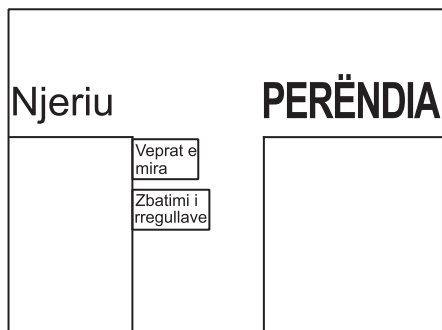 Njeriu
PERËNDIA
Veprat e
mira
Zbatimi i
rregullave